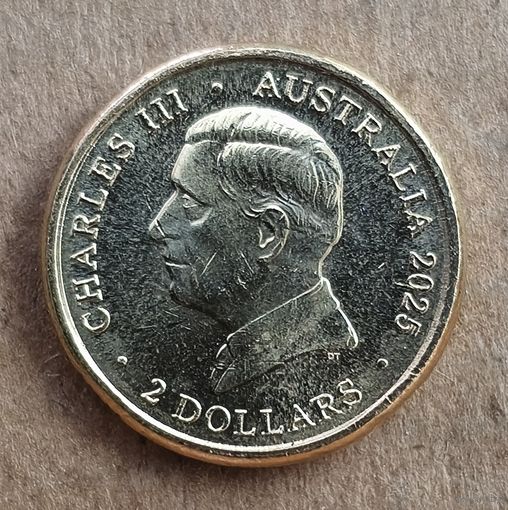 CHARLES III • AUSTRALIA 2025 •
• 2 DOLLARS •
DT